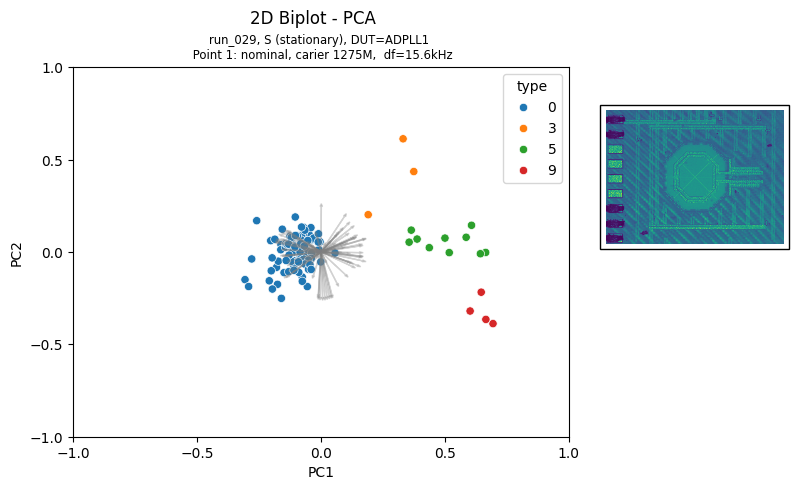 2D Biplot - PCA
run_029, S (stationary), DUT=ADPLL1
Point 1: nominal, carier 1275M,  df=15.6kHz
type
0
3
5
9
1.0
0.5
0.0
−0.5
−1.0
PC2
−1.0
−0.5
0.0
0.5
1.0
PC1